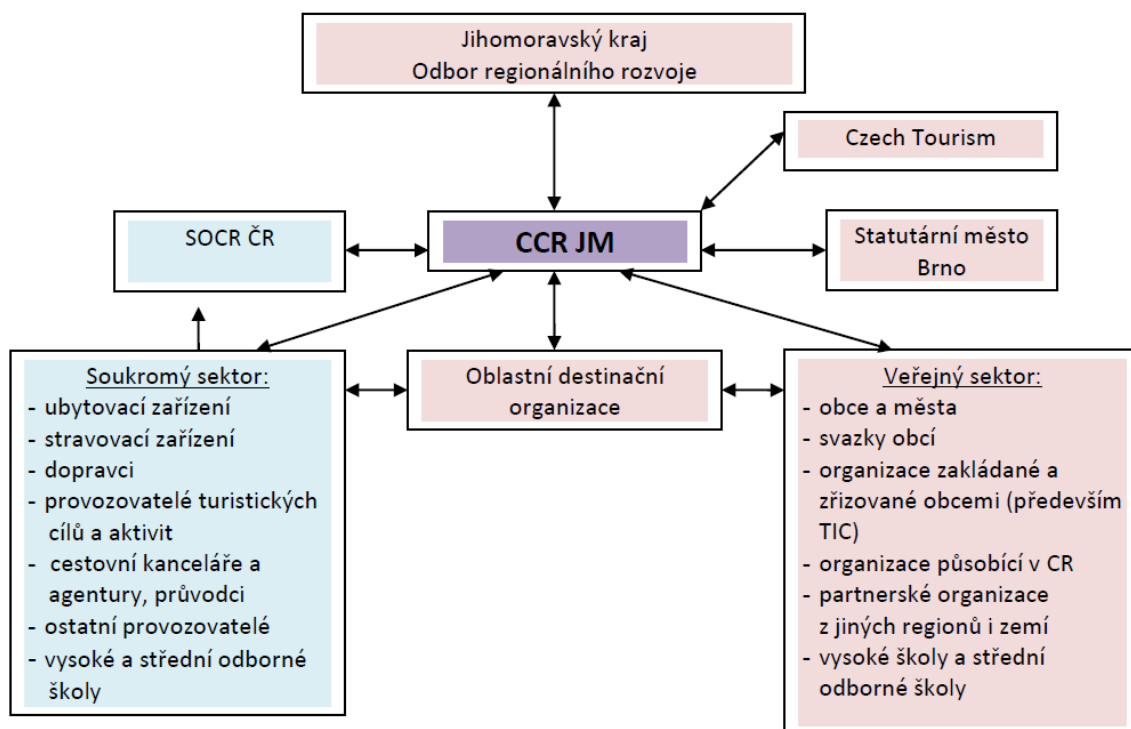 Jihomoravský kraj
Odbor regionálního rozvoje
Czech Tourism
SOCR ČR
CCR JM
Statutární město
Brno
Soukromý sektor:
- ubytovací zařízení
- stravovací zařízení
- dopravci
- provozovatelé turistických
cílů a aktivit
- cestovní kanceláře a
agentury, průvodci
- ostatní provozovatelé
- vysoké a střední odborné
školy
Oblastní destinační
organizace
Veřejný sektor:
- obce a města
- svazky obcí
- organizace zakládané a
zřizované obcemi (především
TIC)
- organizace působící v CR
- partnerské organizace
z jiných regionů i zemí
- vysoké školy a střední
odborné školy